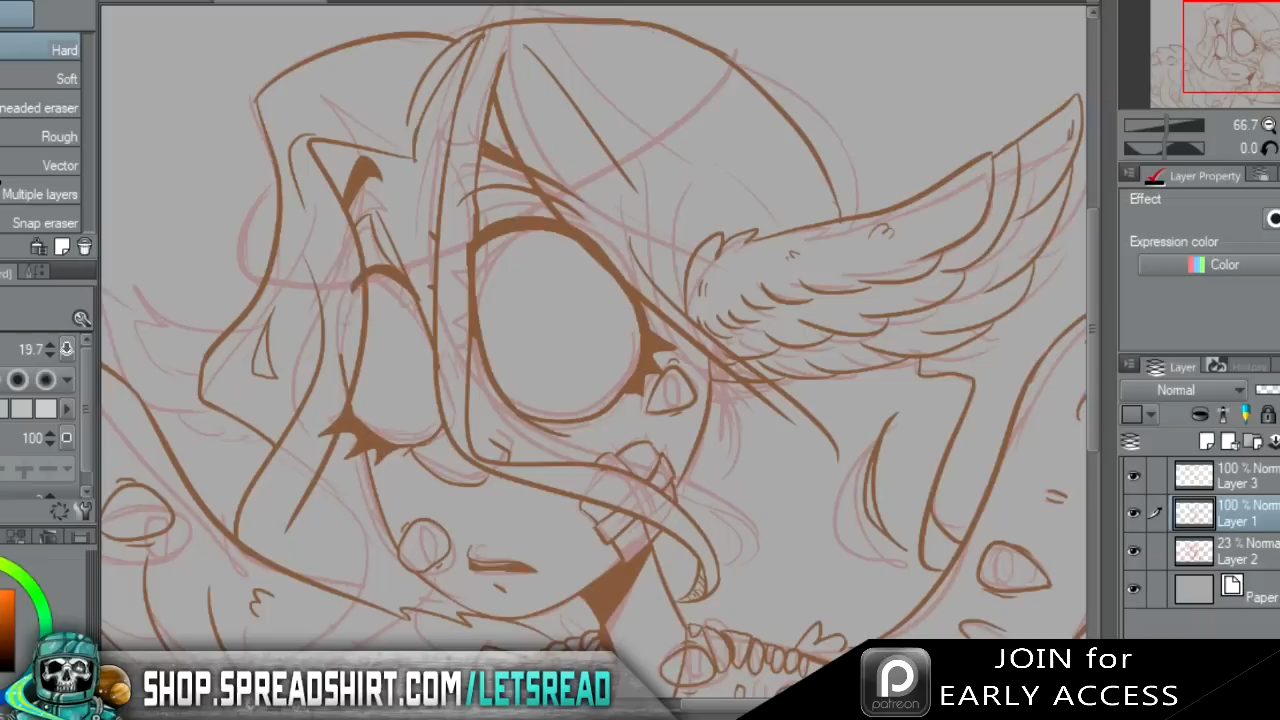 Hard
Soft
neaded eraser
Rough
Vector
Multiple layers
Snap eraser
19.7
100
66.7
0.0
Layer Property
Effect
Expression color
Color
Layer
Normal
100 % Norm
Layer 3
100 % Norm
Layer 1
23 % Norma
Layer 2
Paper
SHOP.SPREADSHIRT.COM/LETSREAD
patreon
JOIN for
EARLY ACCESS